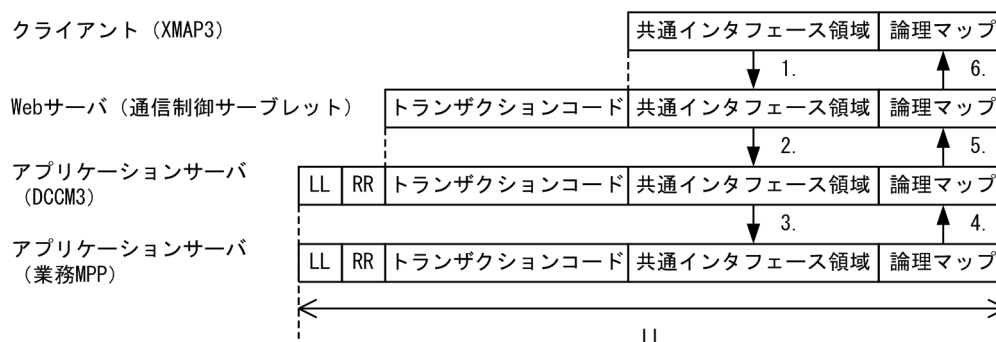 クライアント（XMAP3） 共通インタフェース領域 論理マップ
1. 6.
Webサーバ（通信制御サーブレット） トランザクションコード 共通インタフェース領域 論理マップ
2. 5.
アプリケーションサーバ
（DCCM3） LL RR トランザクションコード 共通インタフェース領域 論理マップ
3. 4.
アプリケーションサーバ
（業務MPP） LL RR トランザクションコード 共通インタフェース領域 論理マップ
LL